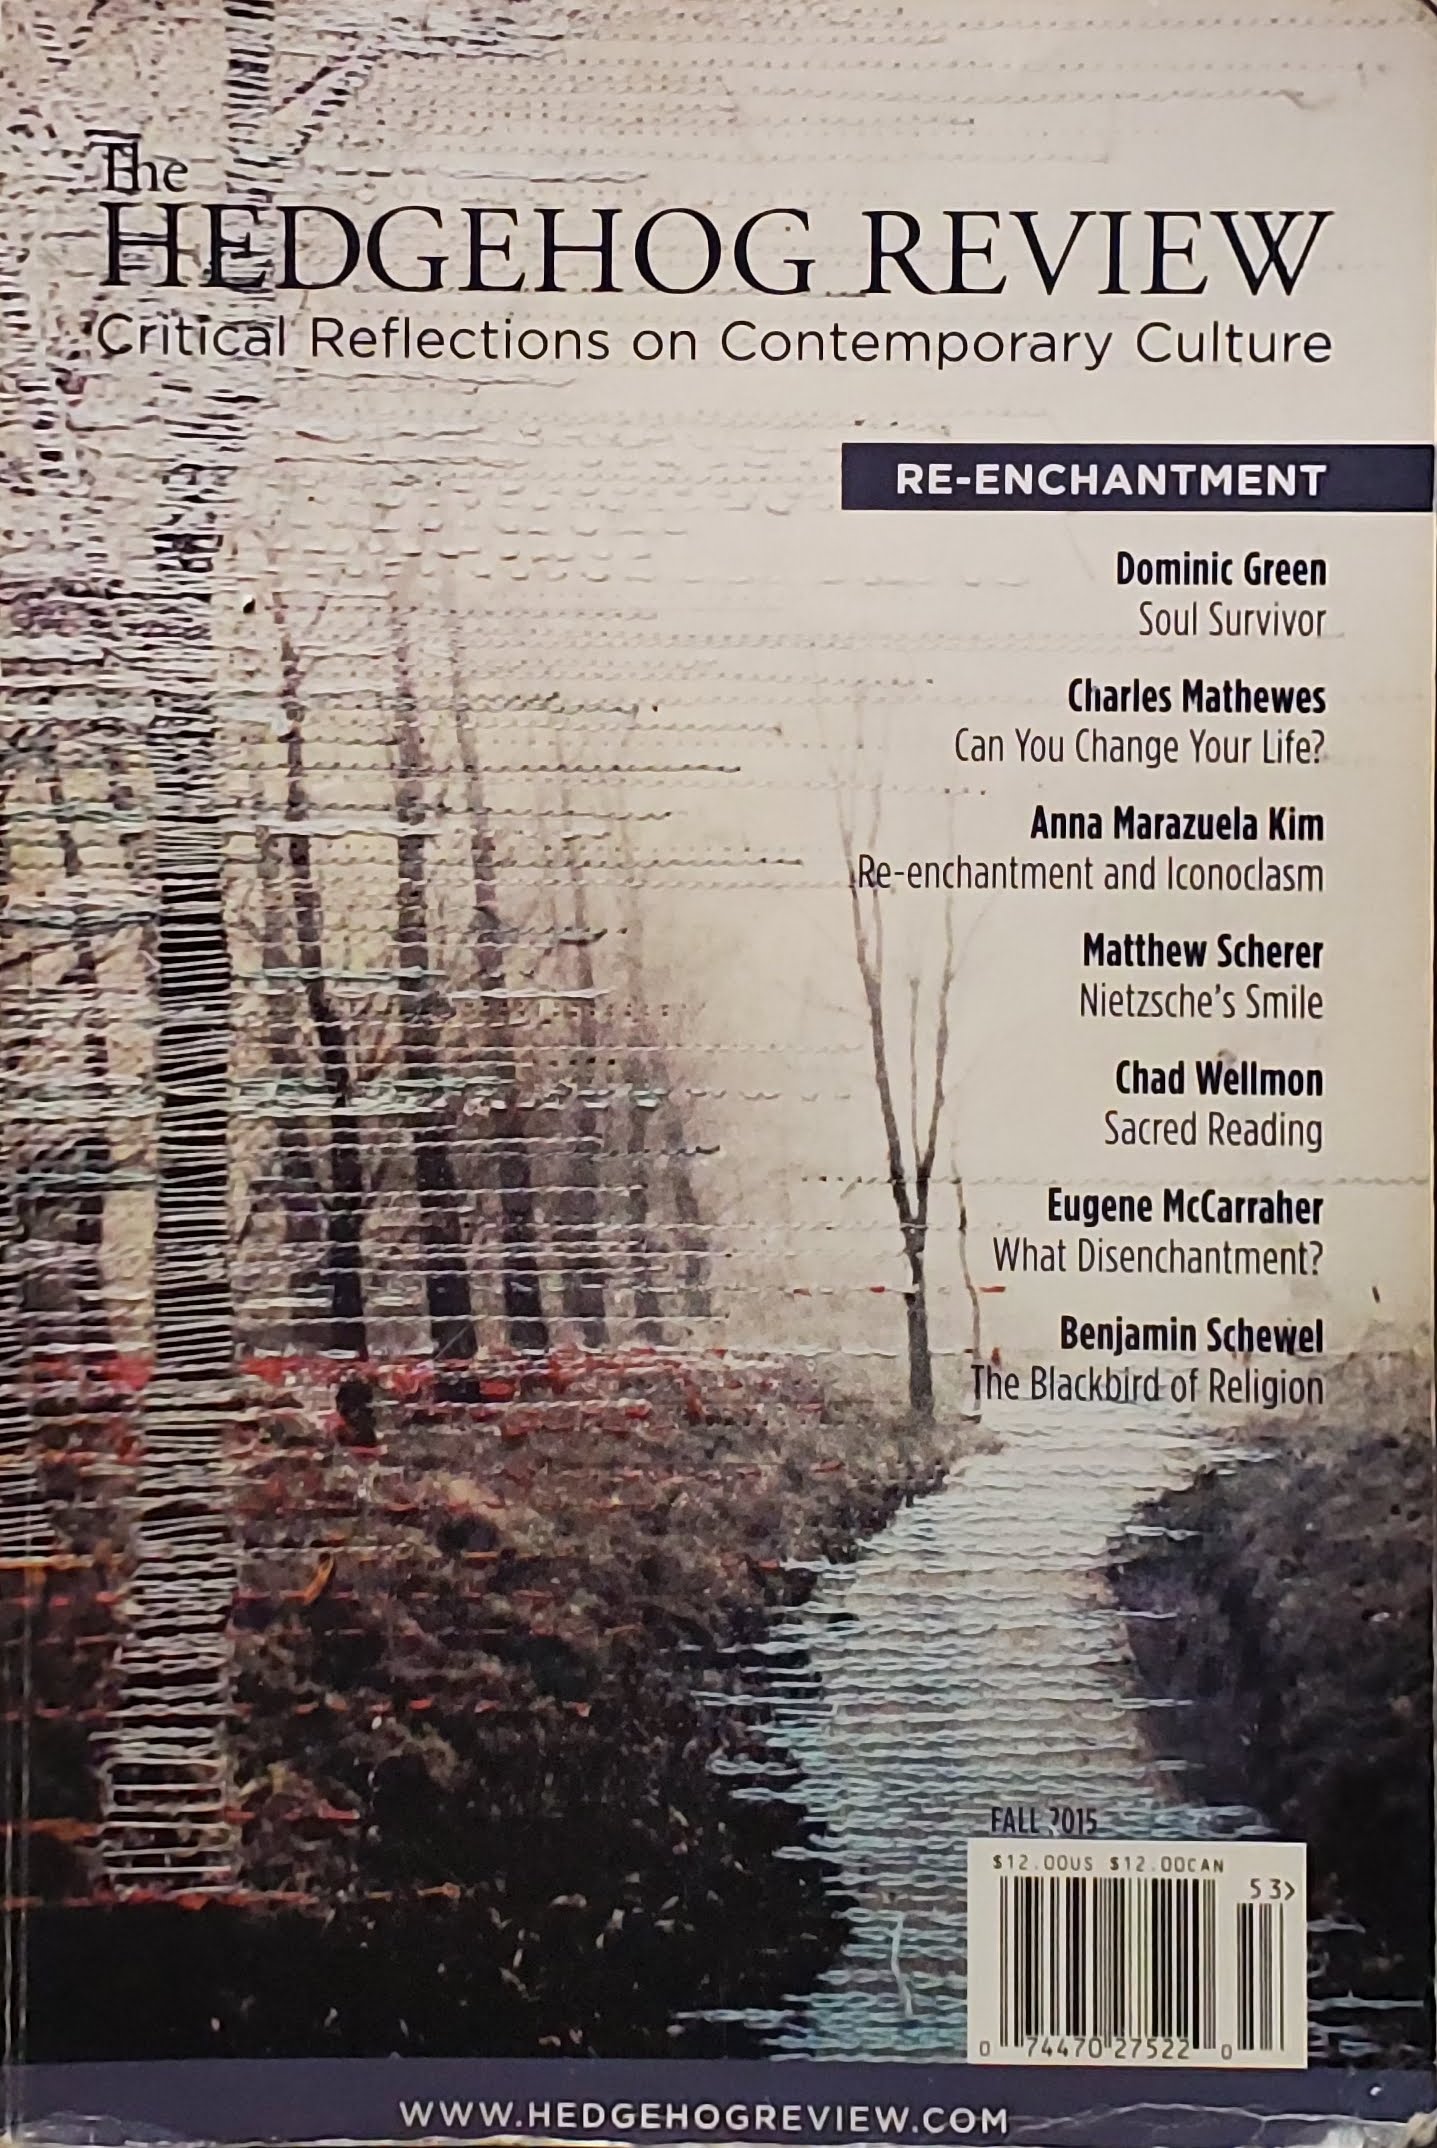 The
HEDGEHOG REVIEW
Critical Reflections on Contemporary Culture
RE-ENCHANTMENT
Dominic Green
Soul Survivor
Charles Mathewes
Can You Change Your Life?
Anna Marazuela Kim
Re-enchantment and Iconoclasm
Matthew Scherer
Nietzsche's Smile
Chad Wellmon
Sacred Reading
Eugene McCarraher
What Disenchantment?
Benjamin Schewel
The Blackbird of Religion
FALL 2015
$12.00US $12.00CAN
53>
0 74470 27522 0
WWW.HEDGEHOGREVIEW.COM